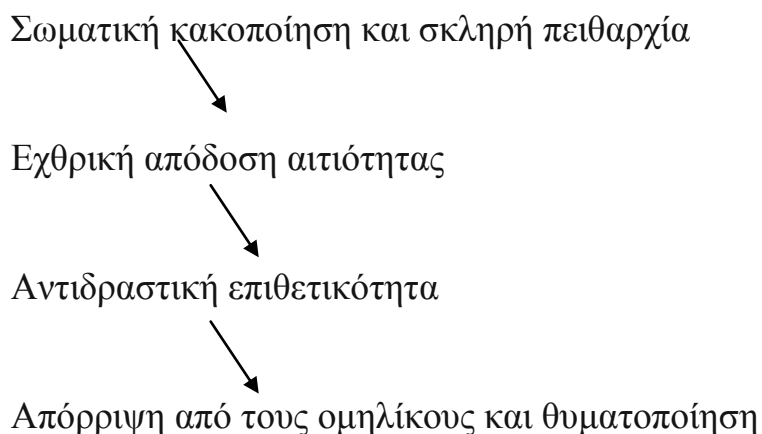 Σωματική κακοποίηση και σκληρή πειθαρχία
Εχθρική απόδοση αιτιότητας
Αντιδραστική επιθετικότητα
Απόρριψη από τους ομηλίκους και θυματοποίηση